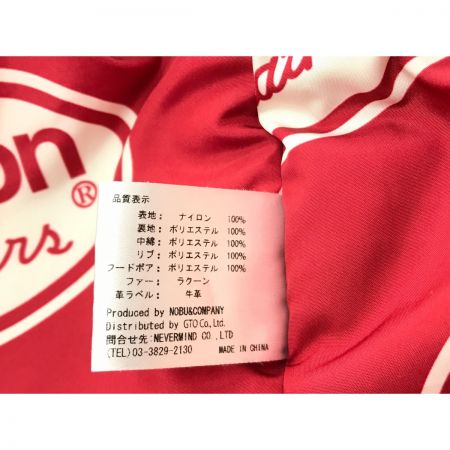 on
®
ers
品質表示
表地: ナイロン 100%
裏地: ポリエステル 100%
中綿: ポリエステル 100%
リブ: ポリエステル 100%
フードボア: ポリエステル 100%
ファー: ラクーン
革ラベル: 牛革
Produced by NOBU&COMPANY
Distributed by GTO Co,. Ltd.
問合せ先: NEVERMIND CO ., LTD
(TEL) 03-3829-2130 MADE IN CHINA